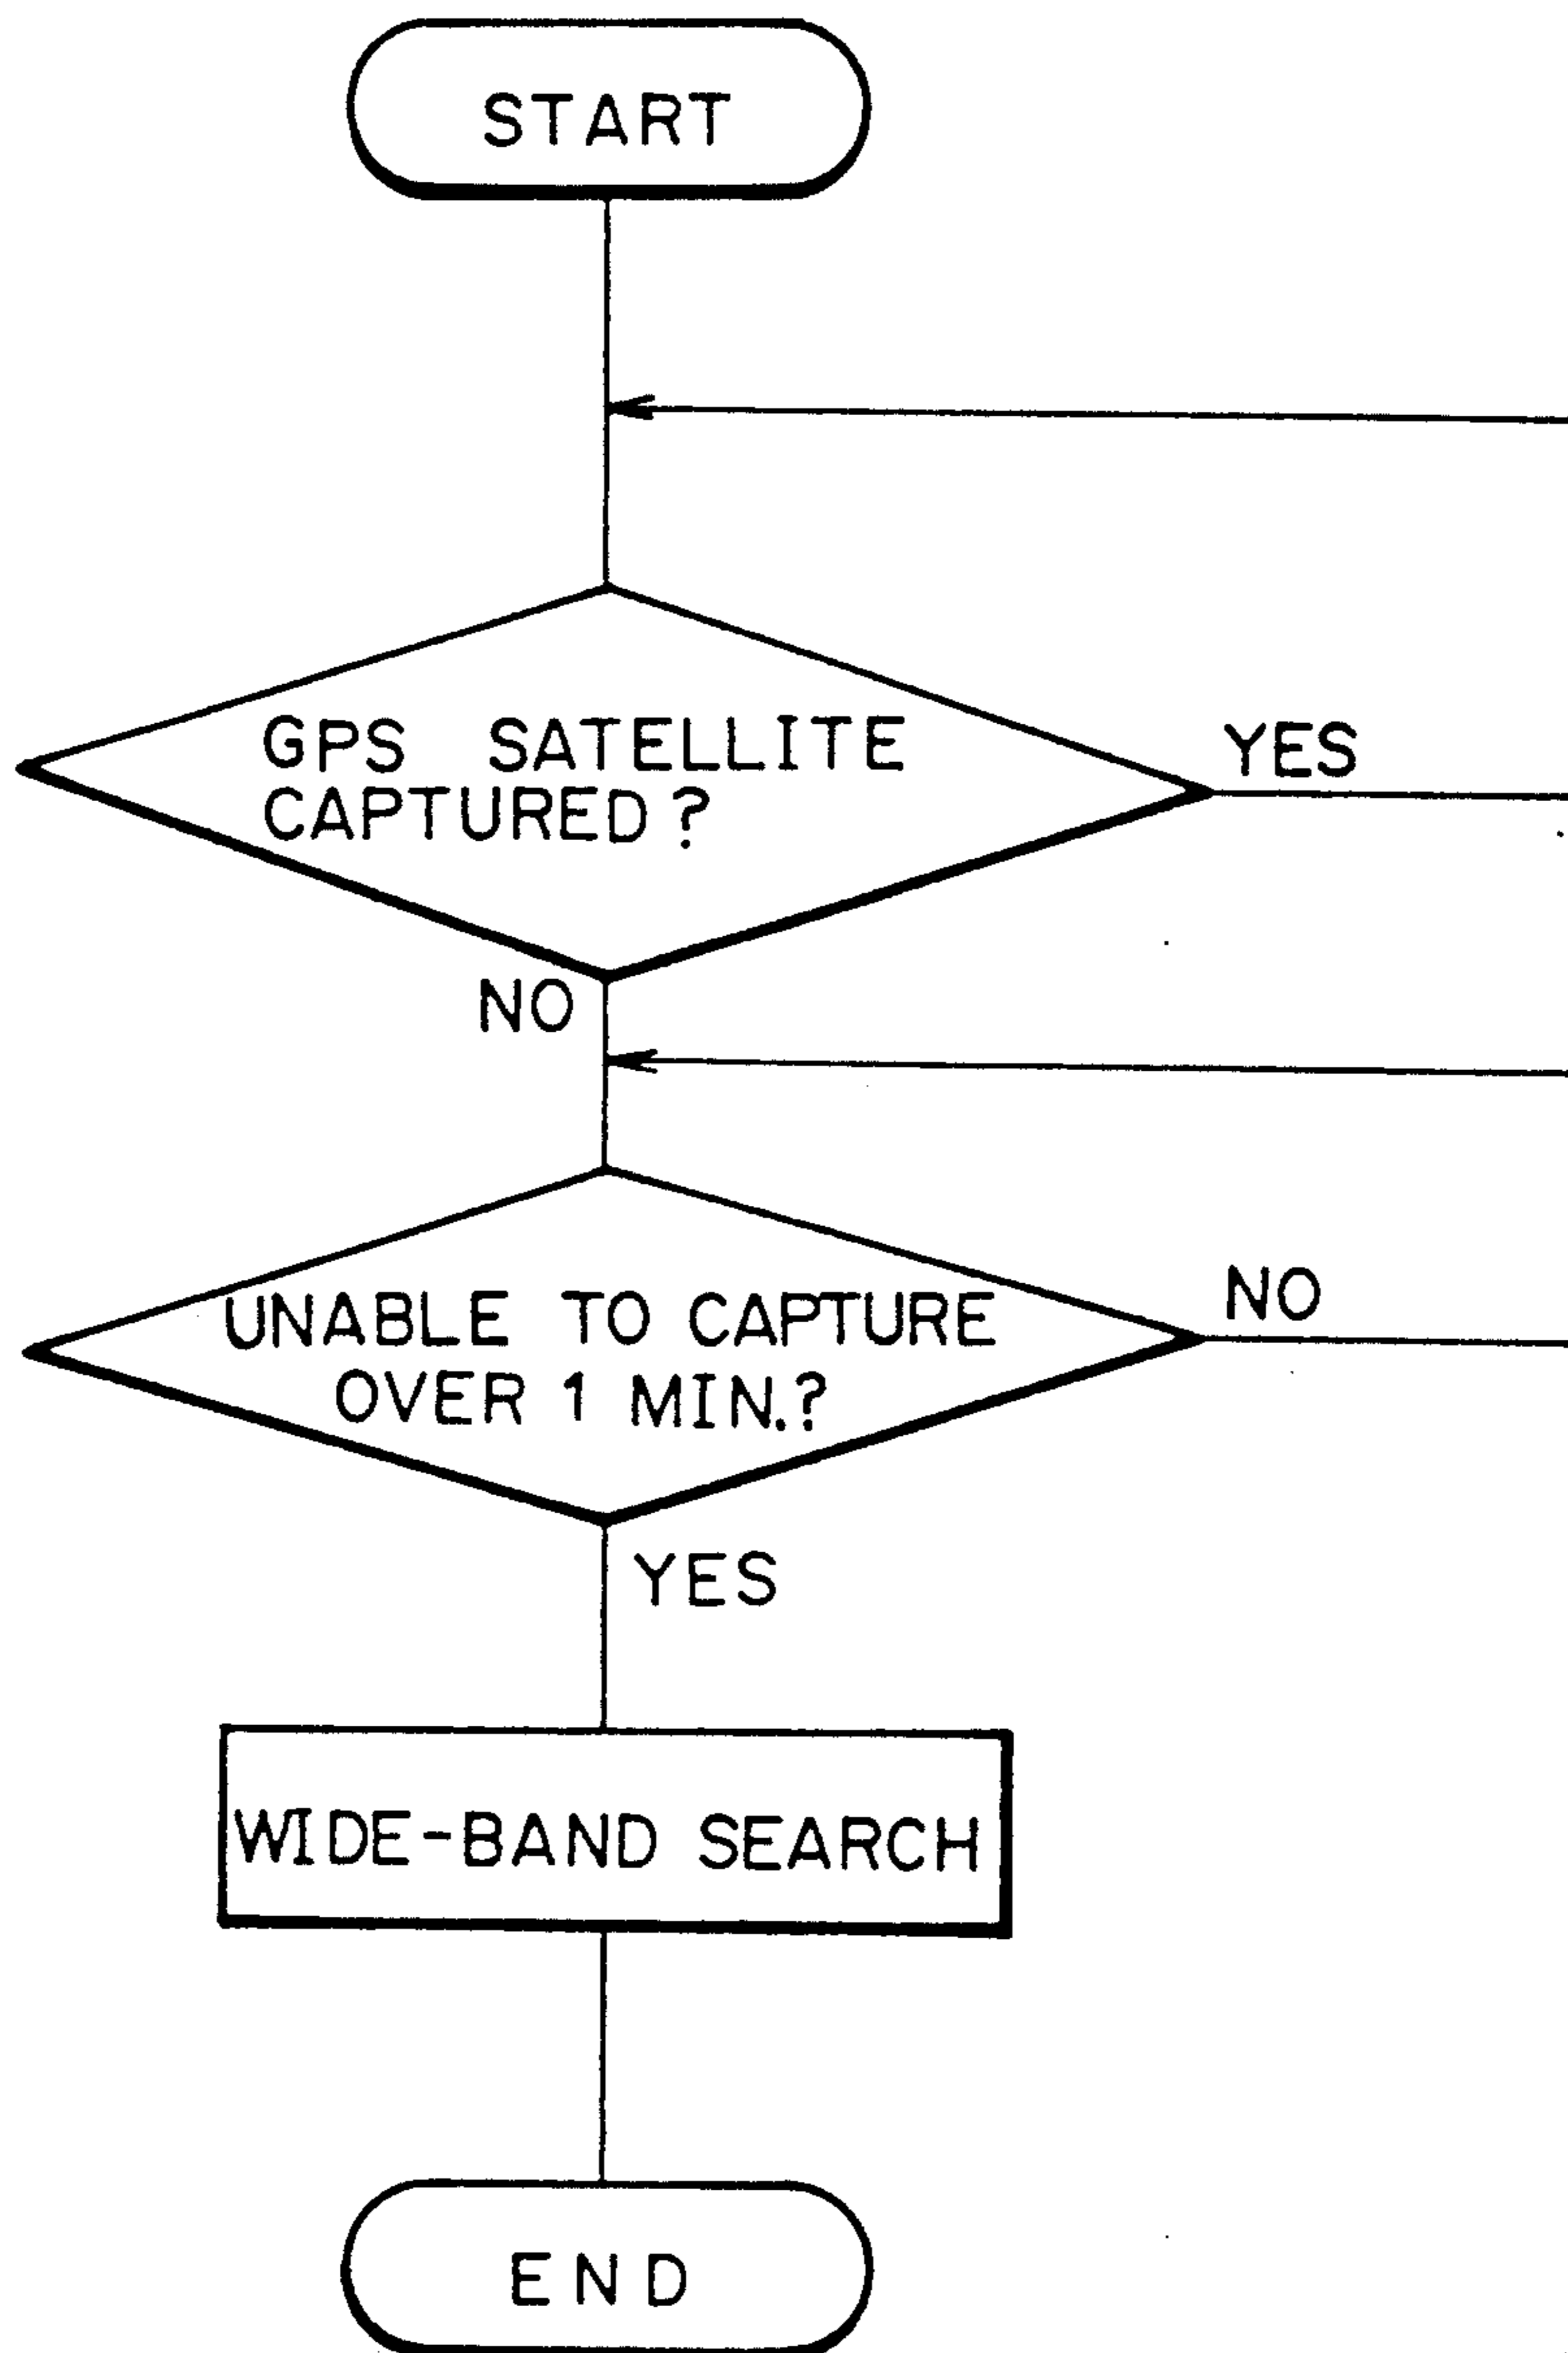 START
GPS SATELLITE
CAPTURED?
YES
NO
UNABLE TO CAPTURE
OVER 1 MIN.?
NO
YES
WIDE-BAND SEARCH
END